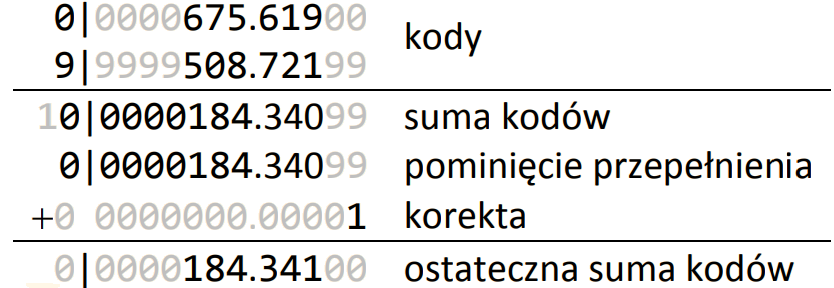 0|0000675.61900
kody
9|9999508.72199
10|0000184.34099 suma kodów
0|0000184.34099 pominięcie przepełnienia
+0 0000000.00001 korekta
0|0000184.34100 ostateczna suma kodów